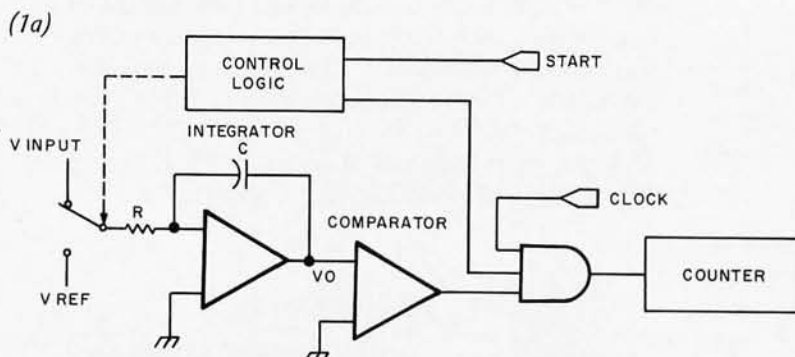 (1a)
CONTROL
LOGIC
START
INTEGRATOR
C
V INPUT
R
COMPARATOR
CLOCK
VO
COUNTER
V REF